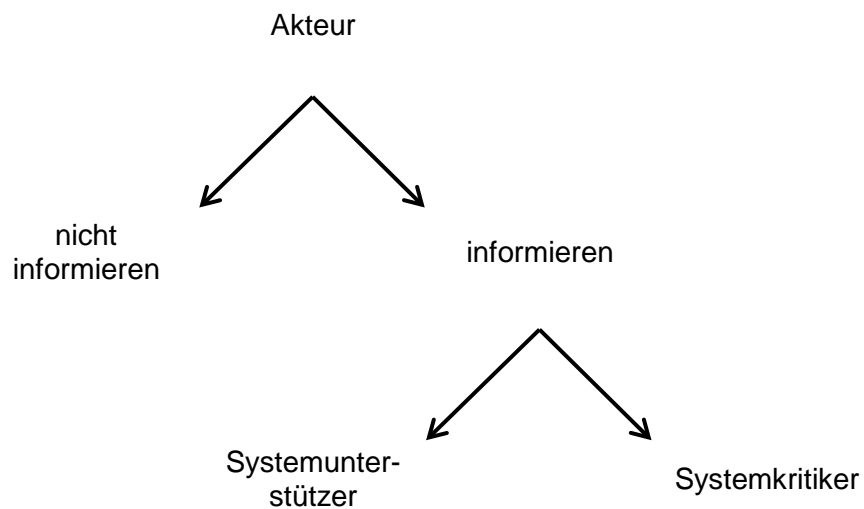 Akteur
nicht
informieren
informieren
Systemunter-
stützer
Systemkritiker